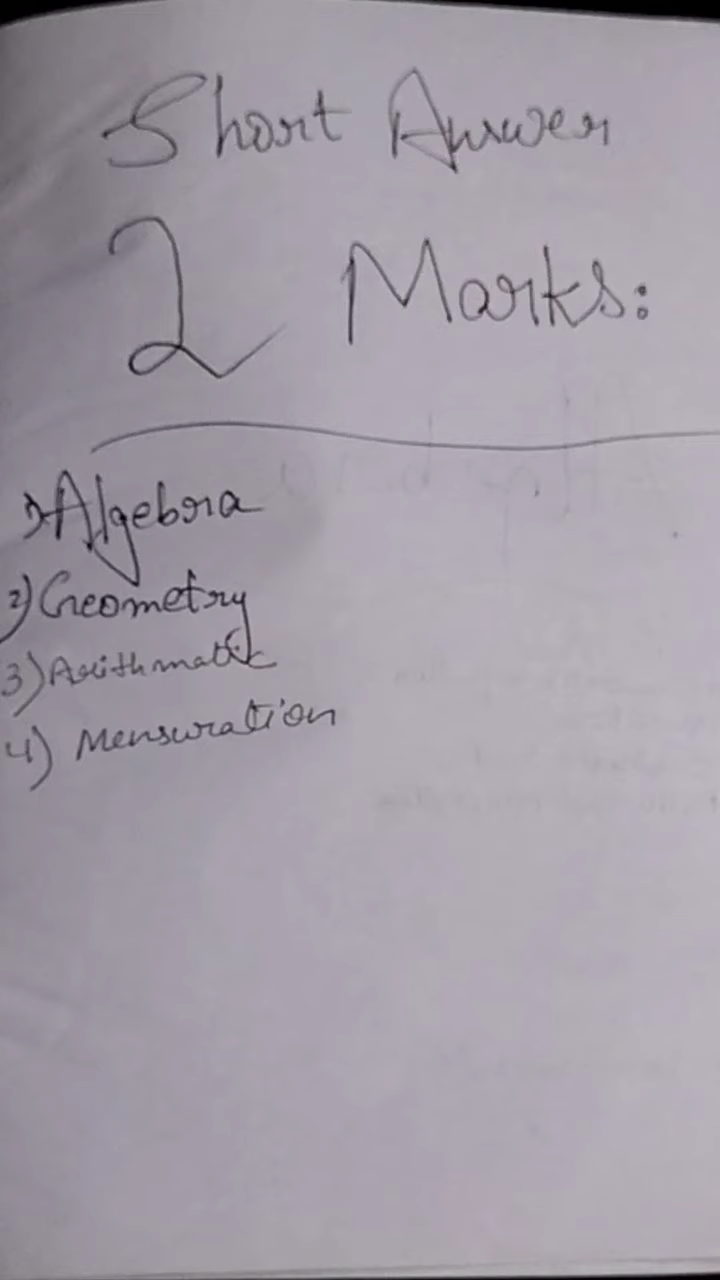 Short Answer
2 Marks:
1) Algebra
2) Geometry
3) Arithmatic
4) Mensuration